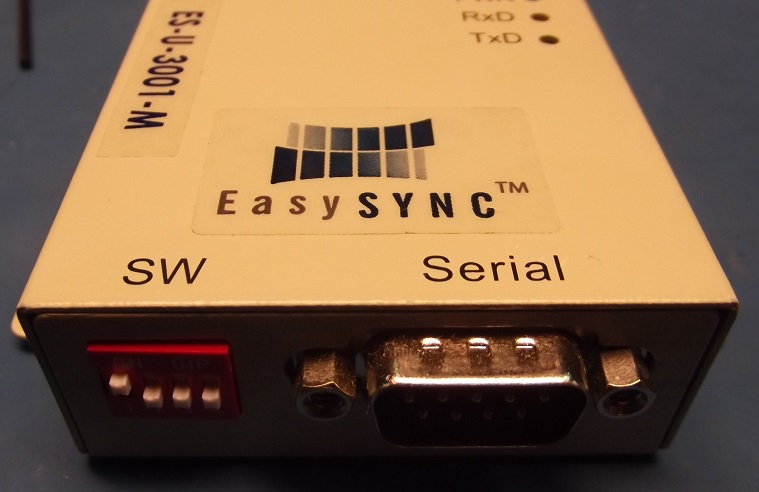 RxD
TxD
ES-U-3001-M
EasySYNC™
SW
Serial